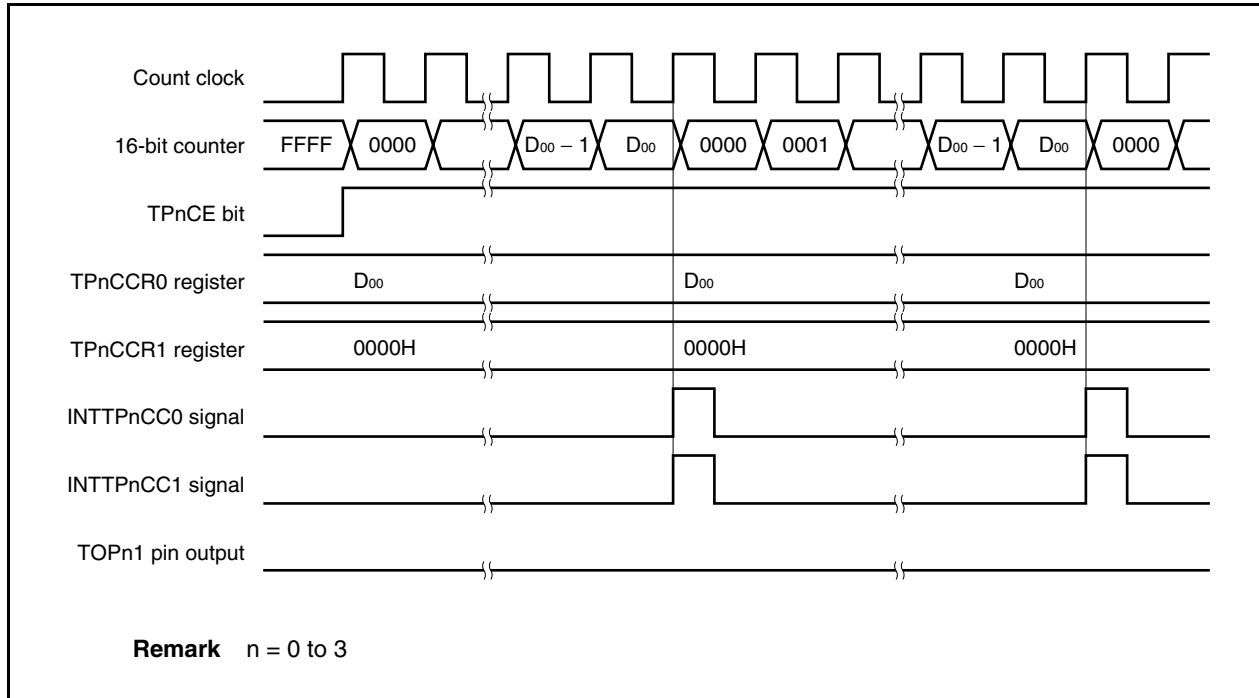 Count clock
16-bit counter FFFF 0000 D₀₀ − 1 D₀₀ 0000 0001 D₀₀ − 1 D₀₀ 0000
TPnCE bit
TPnCCR0 register D₀₀ D₀₀ D₀₀
TPnCCR1 register 0000H 0000H 0000H
INTTPnCC0 signal
INTTPnCC1 signal
TOPn1 pin output
Remark n = 0 to 3